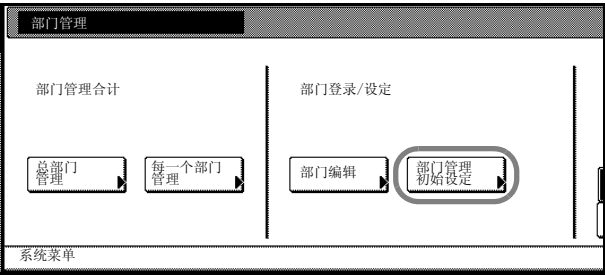 部门管理
部门管理合计
部门登录/设定
总部门
管理
每一个部门
管理
部门编辑
部门管理
初始设定
系统菜单